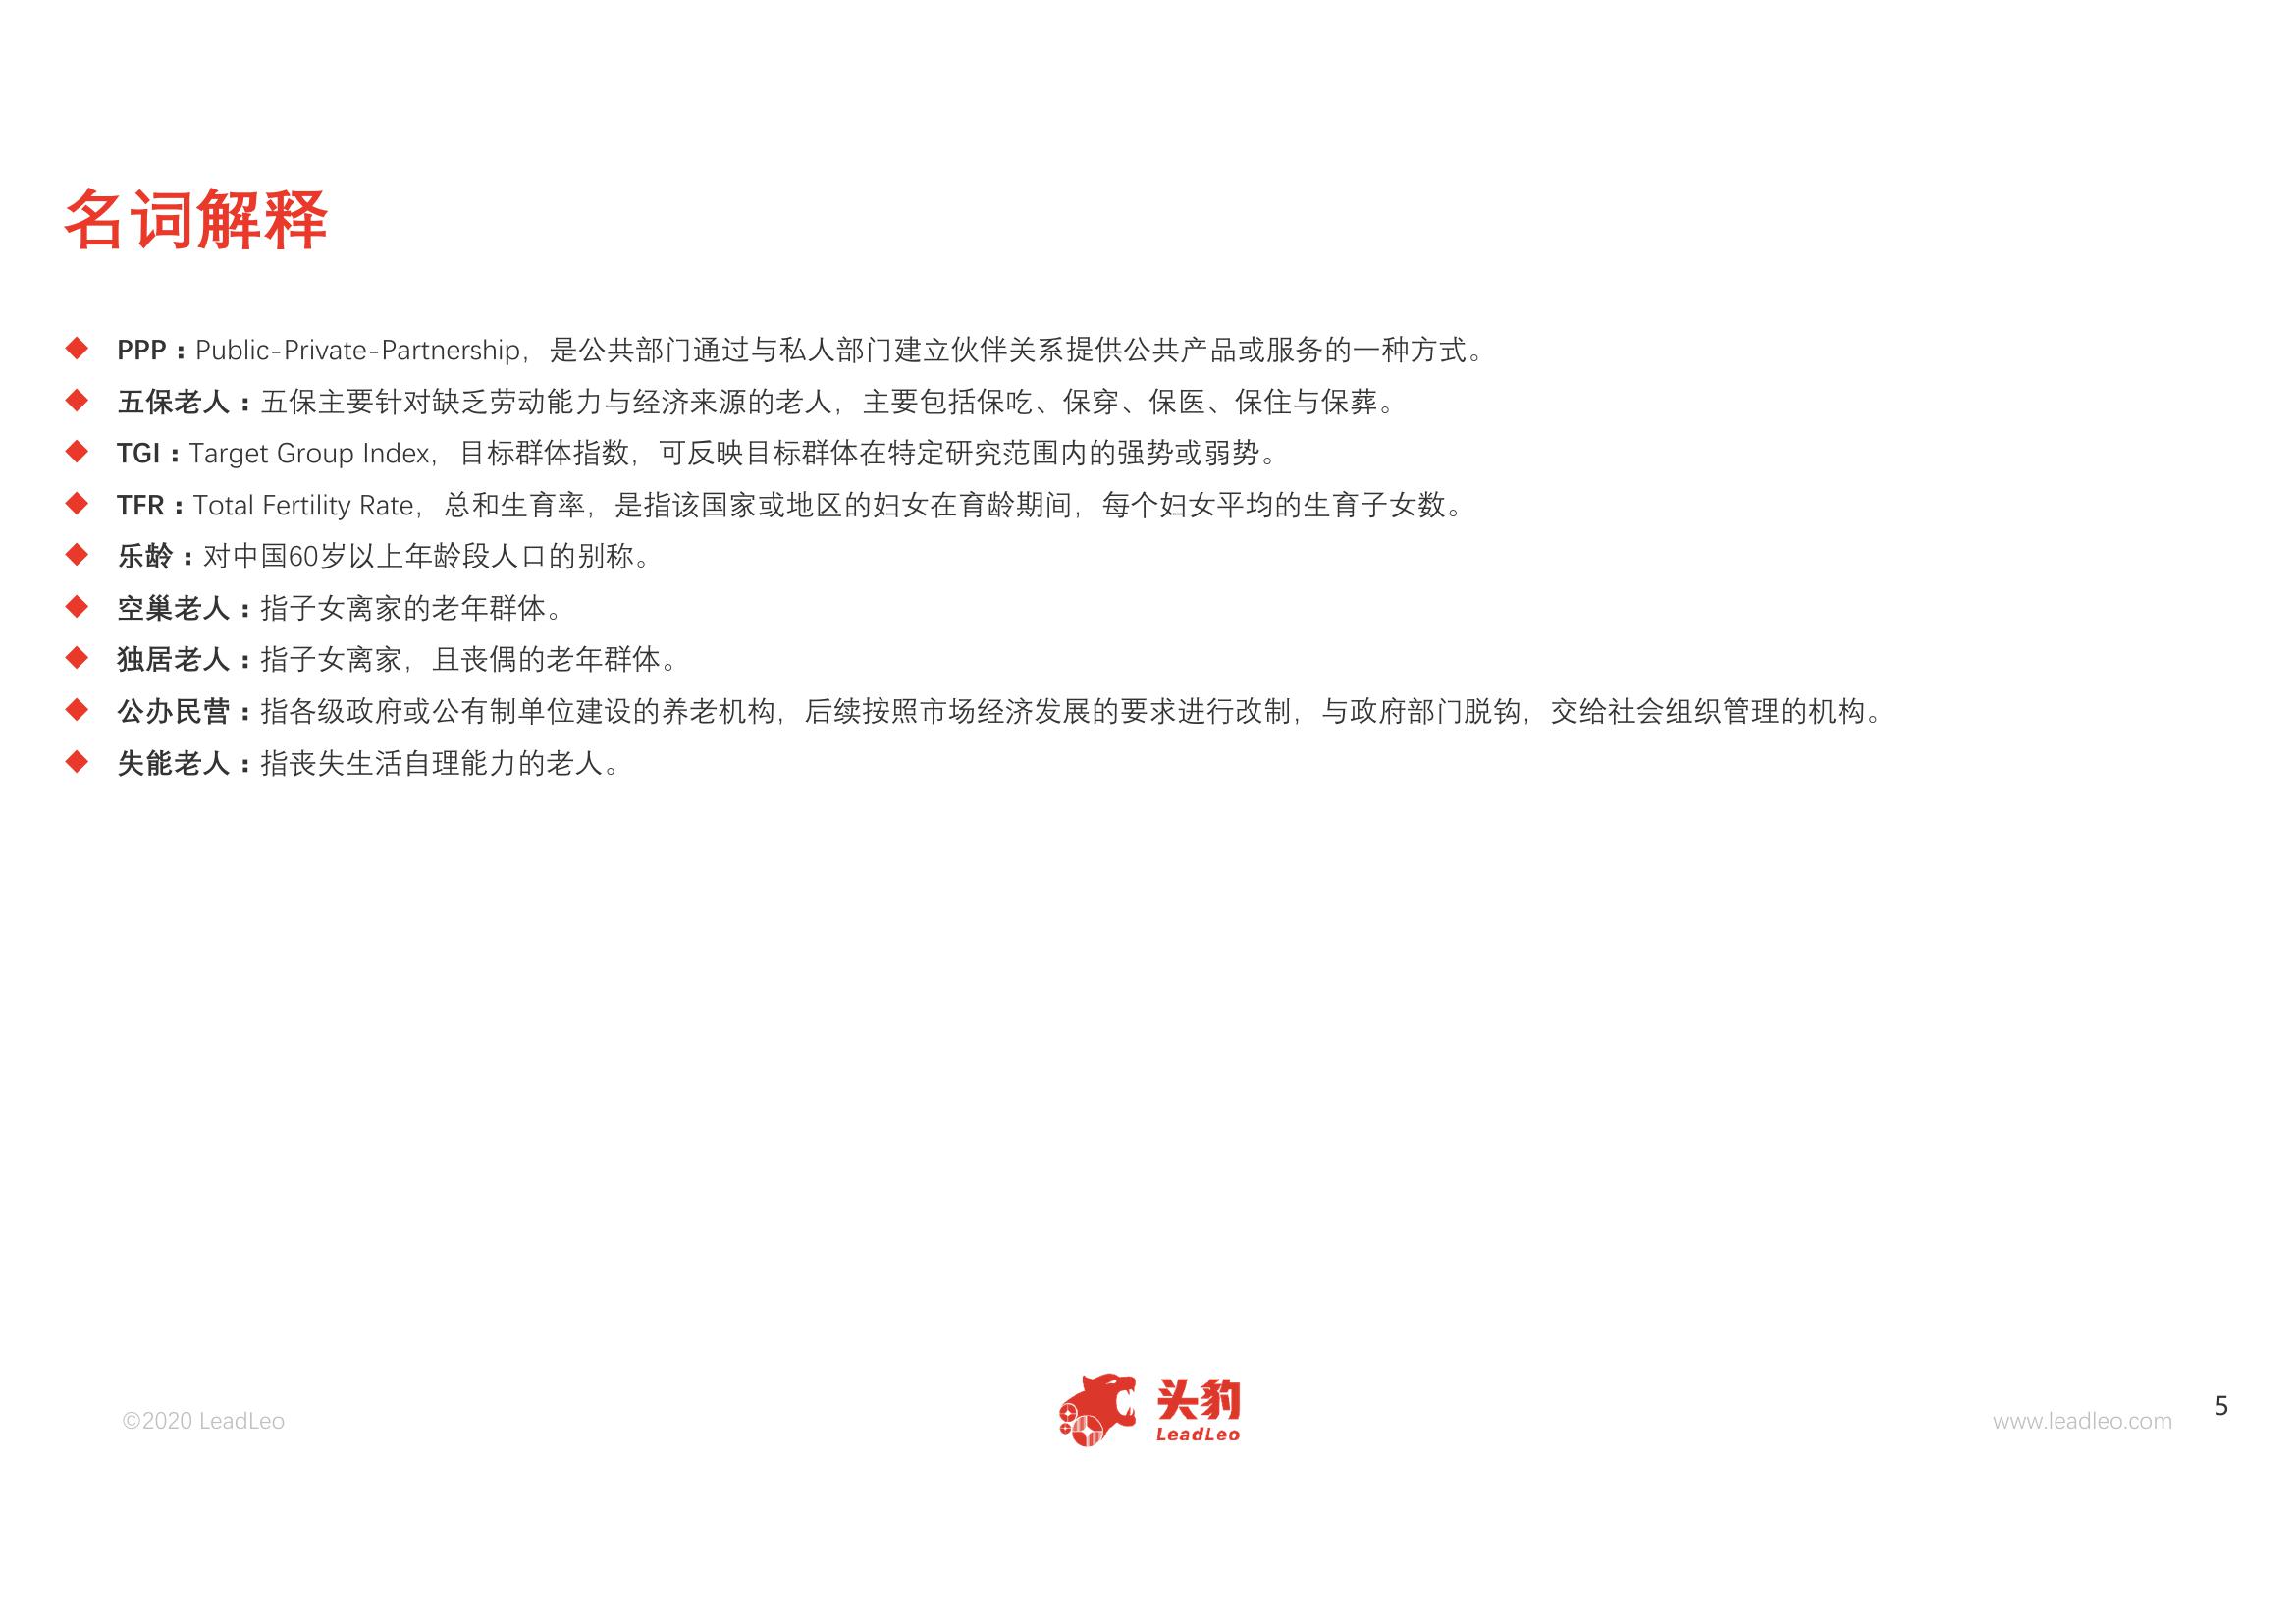 名词解释
◆ PPP：Public-Private-Partnership，是公共部门通过与私人部门建立伙伴关系提供公共产品或服务的一种方式。
◆ 五保老人：五保主要针对缺乏劳动能力与经济来源的老人，主要包括保吃、保穿、保医、保住与保葬。
◆ TGI：Target Group Index，目标群体指数，可反映目标群体在特定研究范围内的强势或弱势。
◆ TFR：Total Fertility Rate，总和生育率，是指该国家或地区的妇女在育龄期间，每个妇女平均的生育子女数。
◆ 乐龄：对中国60岁以上年龄段人口的别称。
◆ 空巢老人：指子女离家的老年群体。
◆ 独居老人：指子女离家，且丧偶的老年群体。
◆ 公办民营：指各级政府或公有制单位建设的养老机构，后续按照市场经济发展的要求进行改制，与政府部门脱钩，交给社会组织管理的机构。
◆ 失能老人：指丧失生活自理能力的老人。
©2020 LeadLeo
头豹
LeadLeo
www.leadleo.com
5